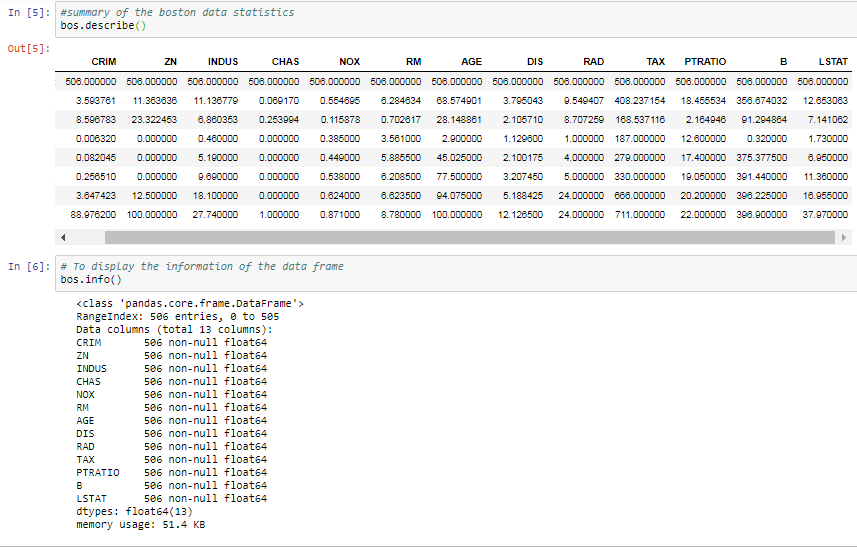 In [5]: #summary of the boston data statistics
bos.describe()
Out[5]:
CRIM ZN INDUS CHAS NOX RM AGE DIS RAD TAX PTRATIO B LSTAT
506.000000 506.000000 506.000000 506.000000 506.000000 506.000000 506.000000 506.000000 506.000000 506.000000 506.000000 506.000000 506.000000
3.593761 11.363636 11.136779 0.069170 0.554695 6.284634 68.574901 3.795043 9.549407 408.237154 18.455534 356.674032 12.653063
8.596783 23.322453 6.860353 0.253994 0.115878 0.702617 28.148861 2.105710 8.707259 168.537116 2.164946 91.294864 7.141062
0.006320 0.000000 0.460000 0.000000 0.385000 3.561000 2.900000 1.129600 1.000000 187.000000 12.600000 0.320000 1.730000
0.082045 0.000000 5.190000 0.000000 0.449000 5.885500 45.025000 2.100175 4.000000 279.000000 17.400000 375.377500 6.950000
0.256510 0.000000 9.690000 0.000000 0.538000 6.208500 77.500000 3.207450 5.000000 330.000000 19.050000 391.440000 11.360000
3.647423 12.500000 18.100000 0.000000 0.624000 6.623500 94.075000 5.188425 24.000000 666.000000 20.200000 396.225000 16.955000
88.976200 100.000000 27.740000 1.000000 0.871000 8.780000 100.000000 12.126500 24.000000 711.000000 22.000000 396.900000 37.970000
In [6]: # To display the information of the data frame
bos.info()
<class 'pandas.core.frame.DataFrame'>
RangeIndex: 506 entries, 0 to 505
Data columns (total 13 columns):
CRIM 506 non-null float64
ZN 506 non-null float64
INDUS 506 non-null float64
CHAS 506 non-null float64
NOX 506 non-null float64
RM 506 non-null float64
AGE 506 non-null float64
DIS 506 non-null float64
RAD 506 non-null float64
TAX 506 non-null float64
PTRATIO 506 non-null float64
B 506 non-null float64
LSTAT 506 non-null float64
dtypes: float64(13)
memory usage: 51.4 KB